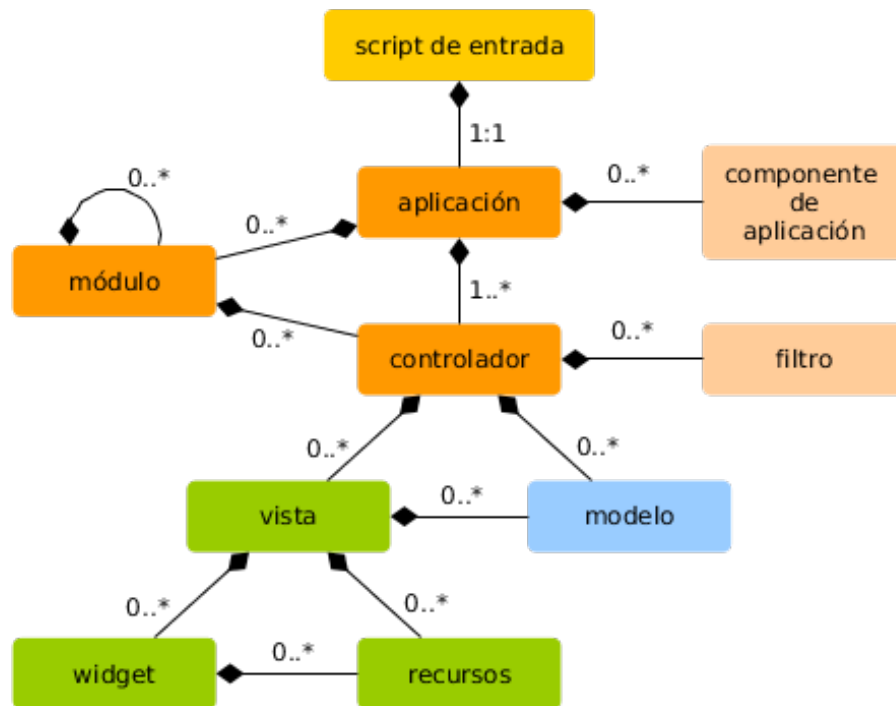 script de entrada
1:1
0..*
aplicación
0..*
componente
de
aplicación
0..*
módulo
1..*
0..*
controlador
0..*
filtro
0..*
0..*
vista
0..*
modelo
0..*
0..*
widget
0..*
recursos